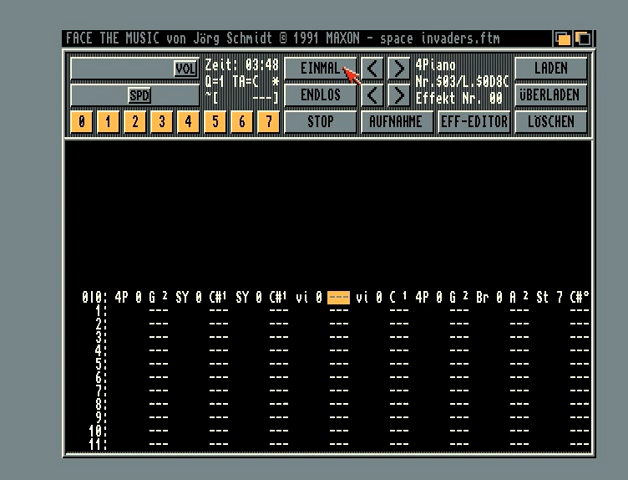 FACE THE MUSIC von Jörg Schmidt © 1991 MAXON - space invaders.ftm
VOL Zeit: 03:48 EINMAL < > 4Piano LADEN
Q=1 TA=C * Nr.$03/L.$0D8C
SPD ~[ ---] ENDLOS < > Effekt Nr. 00 ÜBERLADEN
0 1 2 3 4 5 6 7 STOP AUFNAHME EFF-EDITOR LÖSCHEN
0|0: 4P 0 G ² SY 0 C#¹ SY 0 C#¹ vi 0 --- vi 0 C ¹ 4P 0 G ² Br 0 A ² St 7 C#°
1: --- --- --- --- --- --- --- ---
2: --- --- --- --- --- --- --- ---
3: --- --- --- --- --- --- --- ---
4: --- --- --- --- --- --- --- ---
5: --- --- --- --- --- --- --- ---
6: --- --- --- --- --- --- --- ---
7: --- --- --- --- --- --- --- ---
8: --- --- --- --- --- --- --- ---
9: --- --- --- --- --- --- --- ---
10: --- --- --- --- --- --- --- ---
11: --- --- --- --- --- --- --- ---